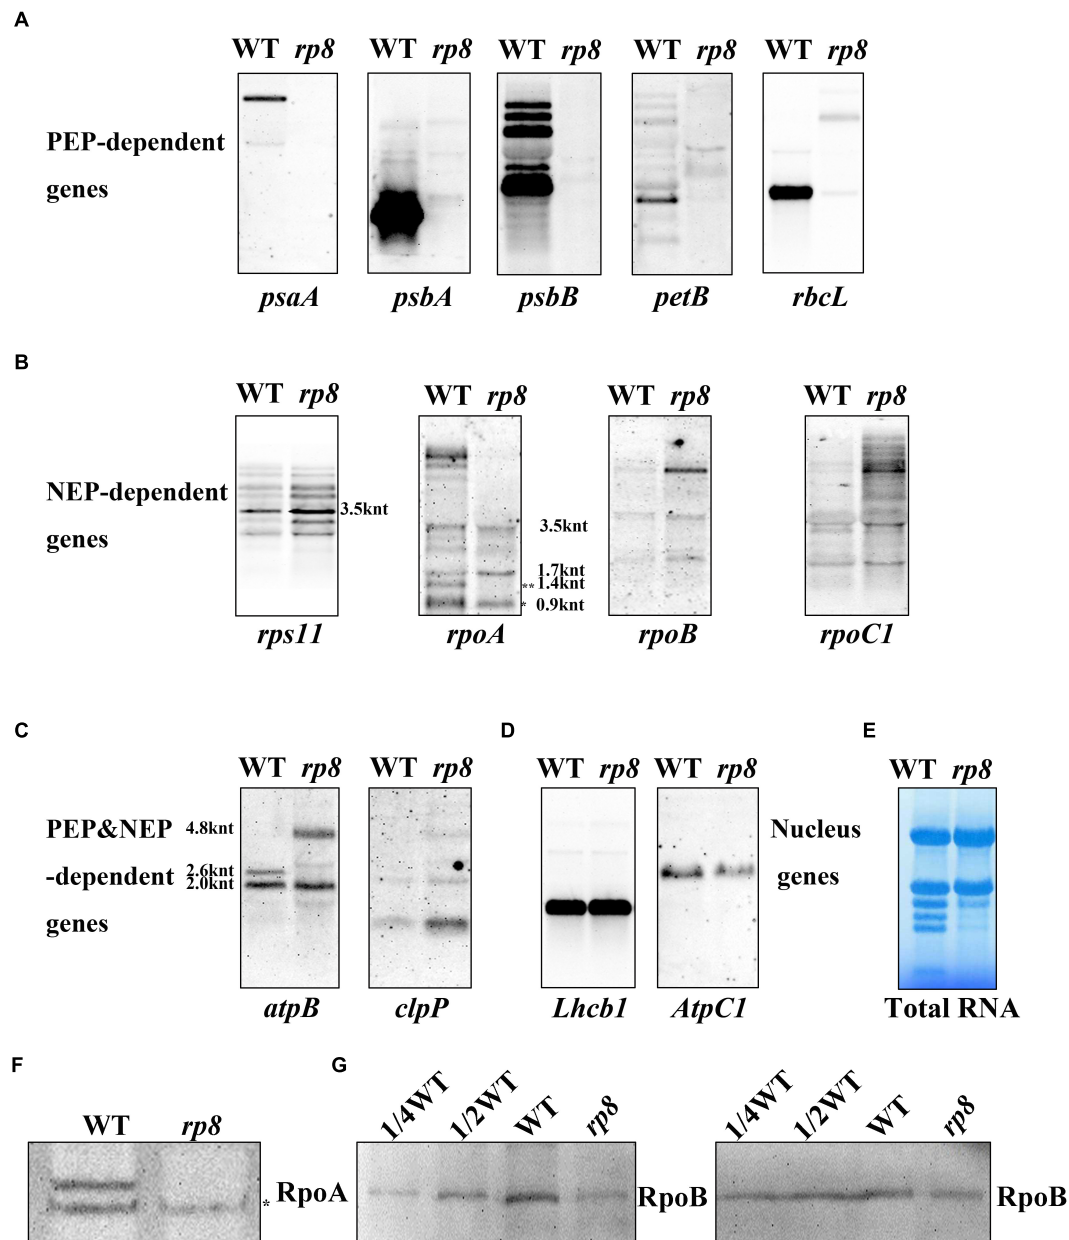 A
WT rp8 WT rp8 WT rp8 WT rp8 WT rp8
PEP-dependent
genes
psaA psbA psbB petB rbcL
B
WT rp8 WT rp8 WT rp8 WT rp8
NEP-dependent
genes
3.5knt
3.5knt
1.7knt
**1.4knt
* 0.9knt
rps11 rpoA rpoB rpoC1
C D E
WT rp8 WT rp8 WT rp8 WT rp8 WT rp8
PEP&NEP
-dependent
genes
4.8knt
2.6knt
2.0knt
Nucleus
genes
atpB clpP Lhcb1 AtpC1 Total RNA
F G
WT rp8 1/4WT 1/2WT WT rp8 1/4WT 1/2WT WT rp8
* RpoA RpoB RpoB